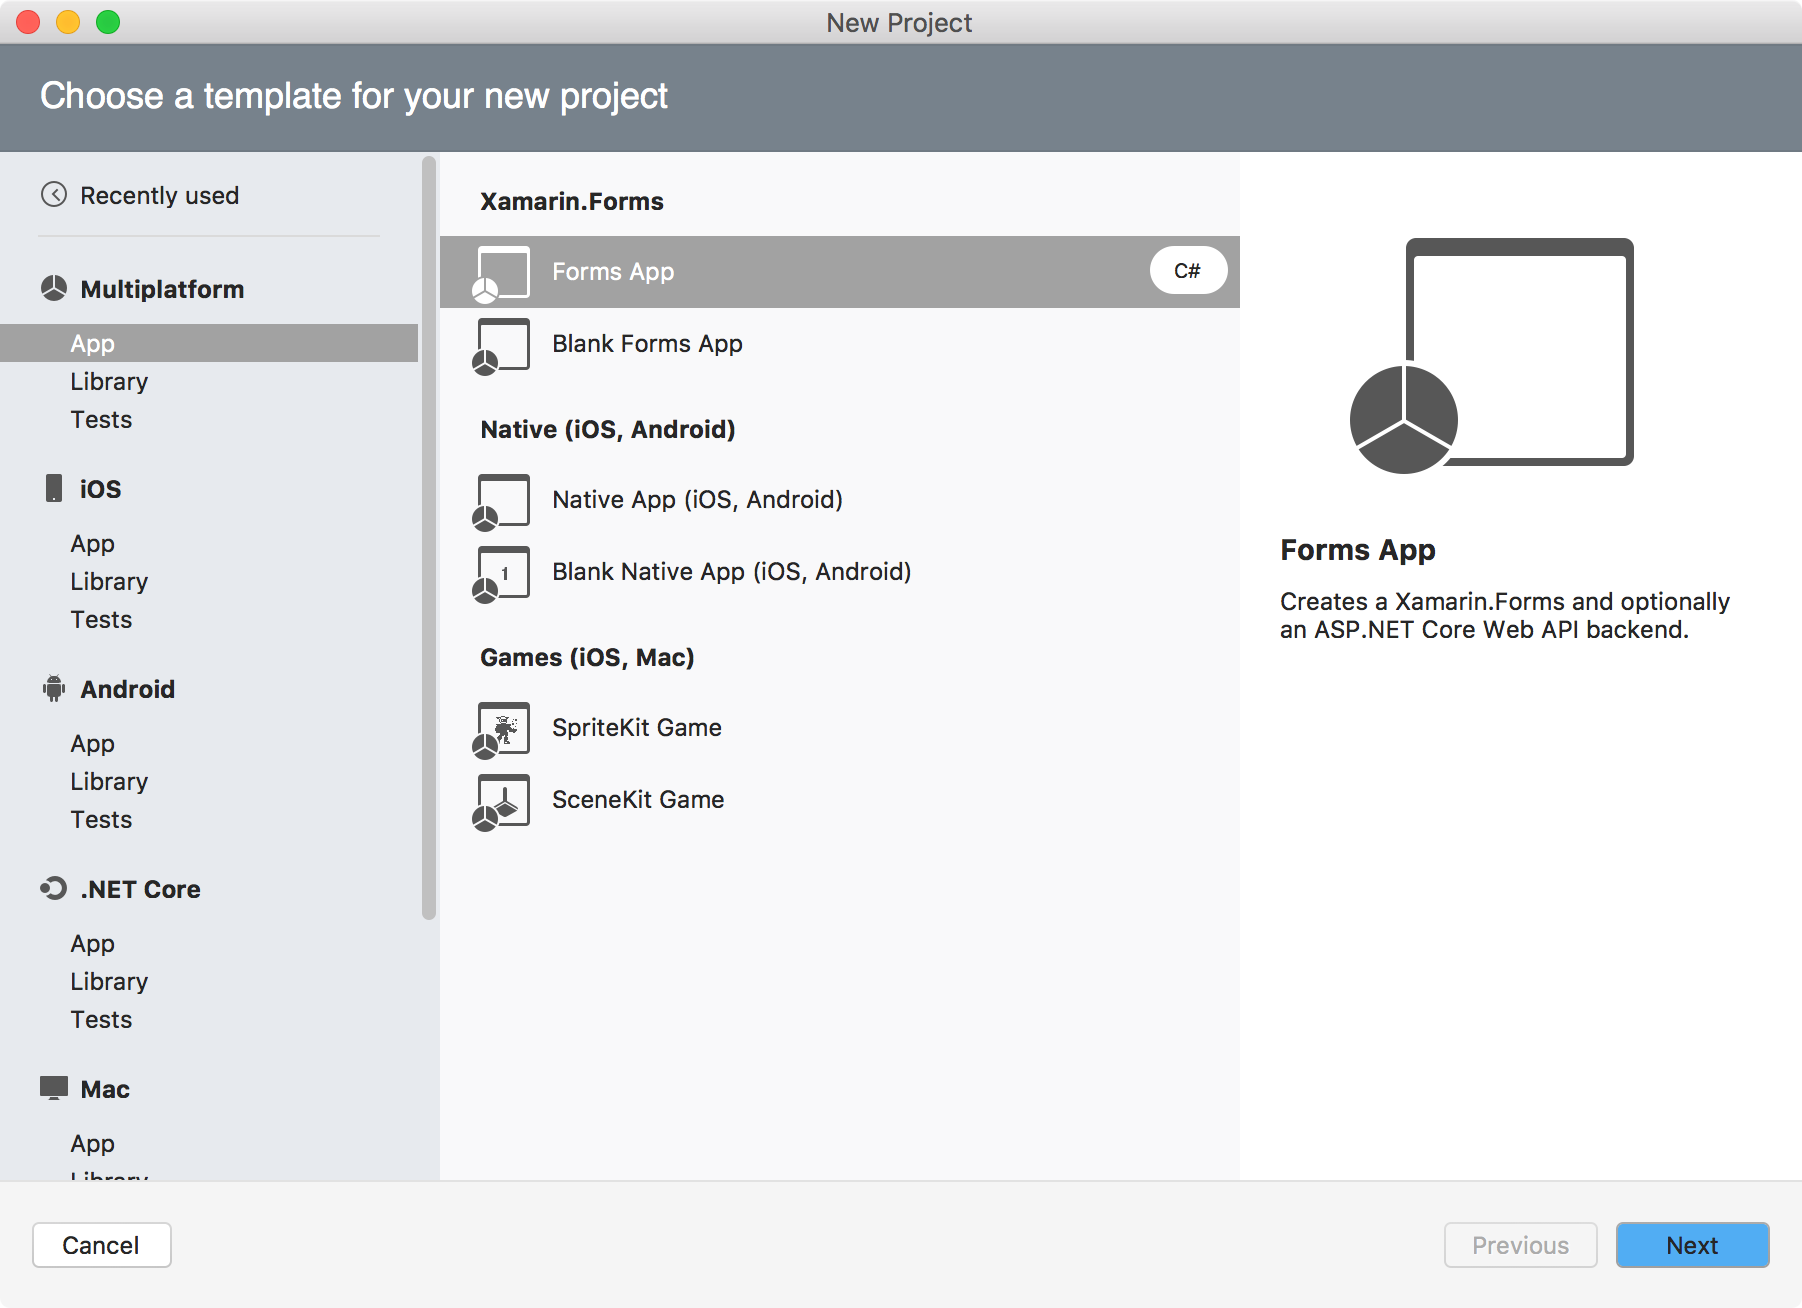 New Project
Choose a template for your new project
Recently used
Multiplatform
App
Library
Tests
iOS
App
Library
Tests
Android
App
Library
Tests
.NET Core
App
Library
Tests
Mac
App
Library
Xamarin.Forms
Forms App
C#
Blank Forms App
Native (iOS, Android)
Native App (iOS, Android)
1
Blank Native App (iOS, Android)
Games (iOS, Mac)
SpriteKit Game
SceneKit Game
Forms App
Creates a Xamarin.Forms and optionally
an ASP.NET Core Web API backend.
Cancel
Previous
Next